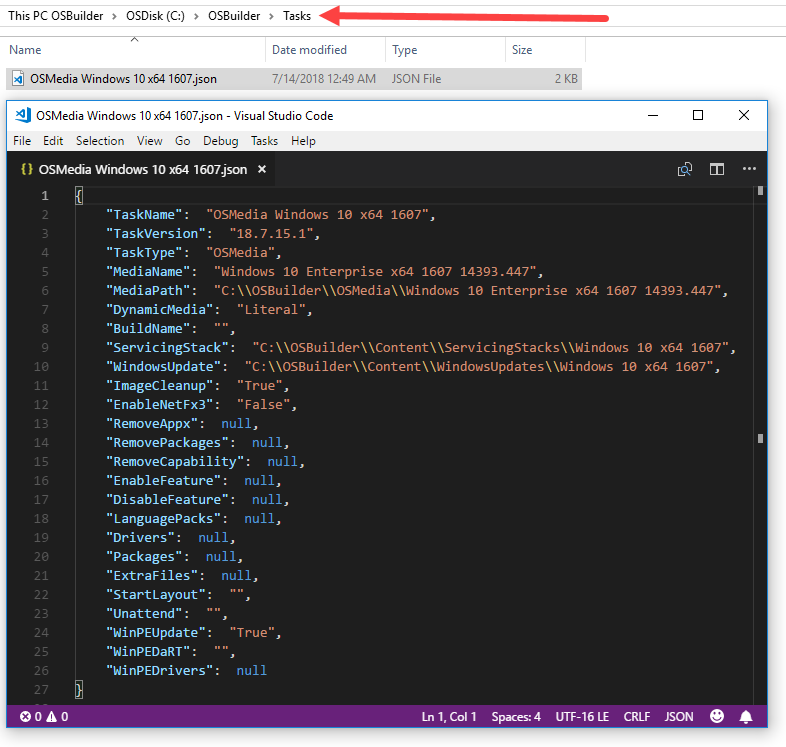 This PC OSBuilder > OSDisk (C:) > OSBuilder > Tasks
Name Date modified Type Size
OSMedia Windows 10 x64 1607.json 7/14/2018 12:49 AM JSON File 2 KB
OSMedia Windows 10 x64 1607.json - Visual Studio Code
File Edit Selection View Go Debug Tasks Help
{} OSMedia Windows 10 x64 1607.json ×
1 {
2 "TaskName": "OSMedia Windows 10 x64 1607",
3 "TaskVersion": "18.7.15.1",
4 "TaskType": "OSMedia",
5 "MediaName": "Windows 10 Enterprise x64 1607 14393.447",
6 "MediaPath": "C:\\OSBuilder\\OSMedia\\Windows 10 Enterprise x64 1607 14393.447",
7 "DynamicMedia": "Literal",
8 "BuildName": "",
9 "ServicingStack": "C:\\OSBuilder\\Content\\ServicingStacks\\Windows 10 x64 1607",
10 "WindowsUpdate": "C:\\OSBuilder\\Content\\WindowsUpdates\\Windows 10 x64 1607",
11 "ImageCleanup": "True",
12 "EnableNetFx3": "False",
13 "RemoveAppx": null,
14 "RemovePackages": null,
15 "RemoveCapability": null,
16 "EnableFeature": null,
17 "DisableFeature": null,
18 "LanguagePacks": null,
19 "Drivers": null,
20 "Packages": null,
21 "ExtraFiles": null,
22 "StartLayout": "",
23 "Unattend": "",
24 "WinPEUpdate": "True",
25 "WinPEDaRT": "",
26 "WinPEDrivers": null
27 }
0 0 Ln 1, Col 1 Spaces: 4 UTF-16 LE CRLF JSON